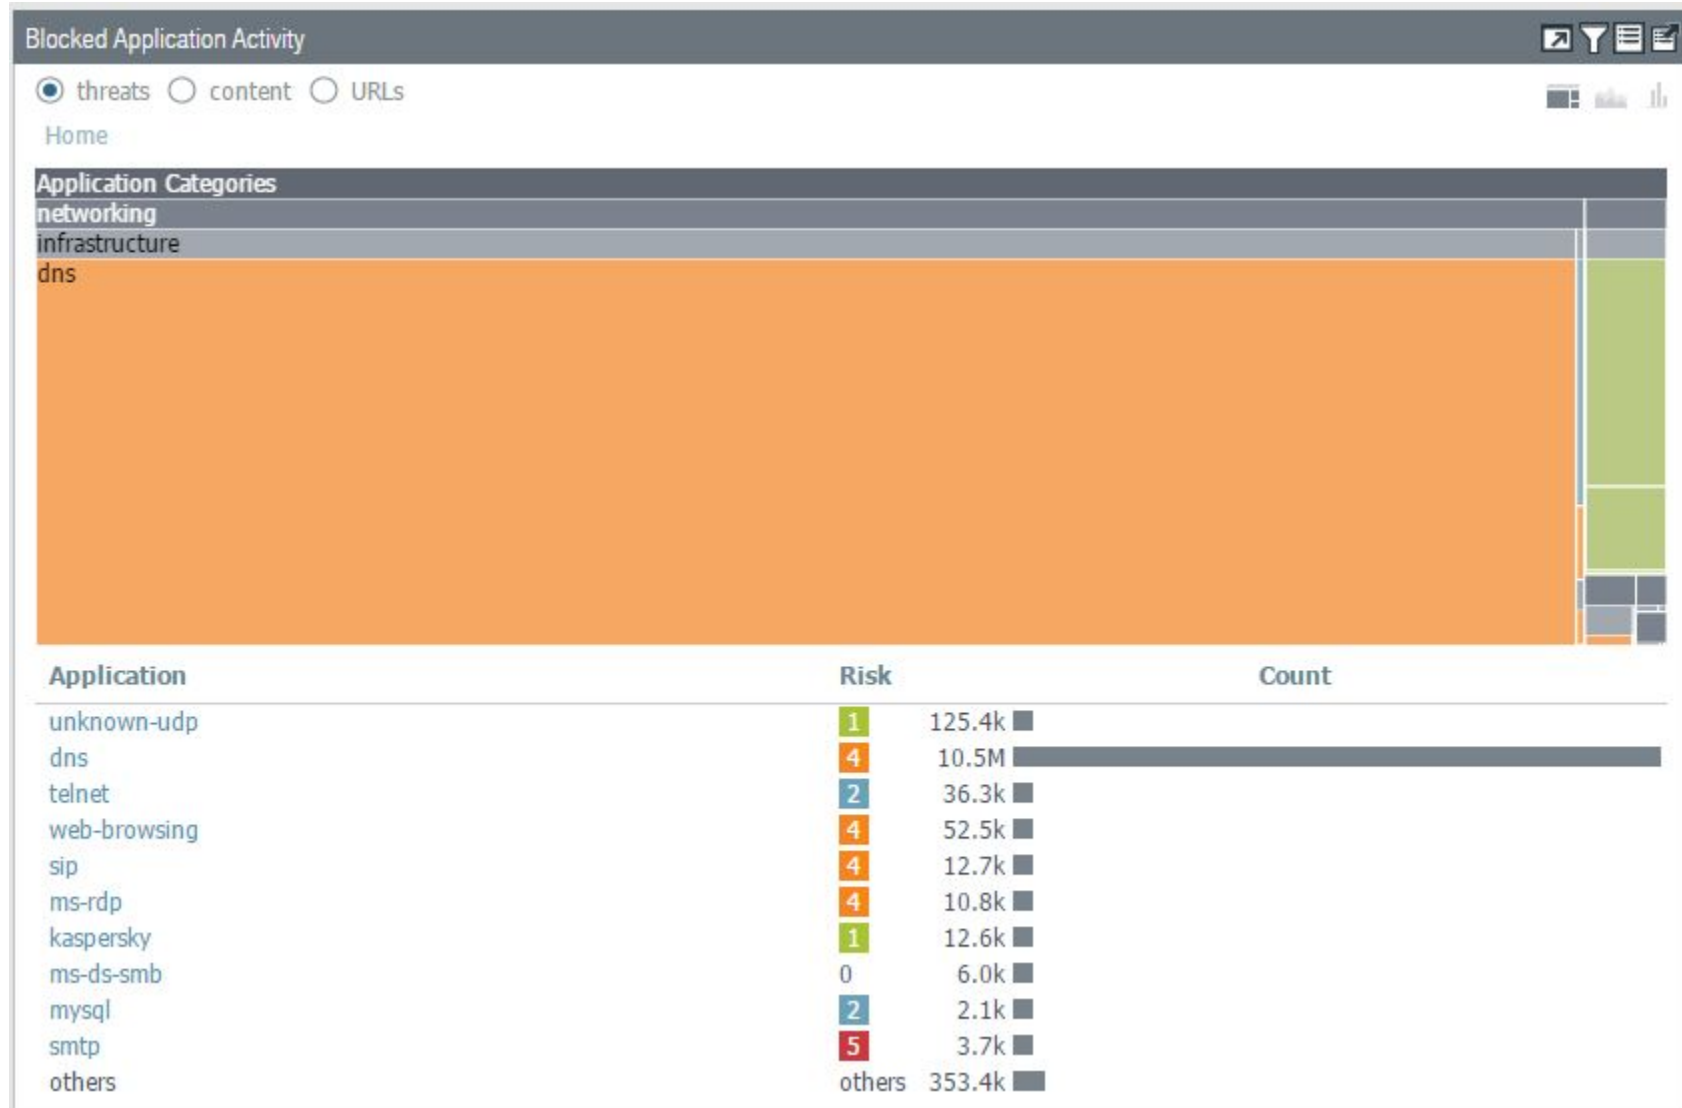 Blocked Application Activity
threats content URLs
Home
Application Categories
networking
infrastructure
dns
Application Risk Count
unknown-udp 1 125.4k
dns 4 10.5M
telnet 2 36.3k
web-browsing 4 52.5k
sip 4 12.7k
ms-rdp 4 10.8k
kaspersky 1 12.6k
ms-ds-smb 0 6.0k
mysql 2 2.1k
smtp 5 3.7k
others others 353.4k